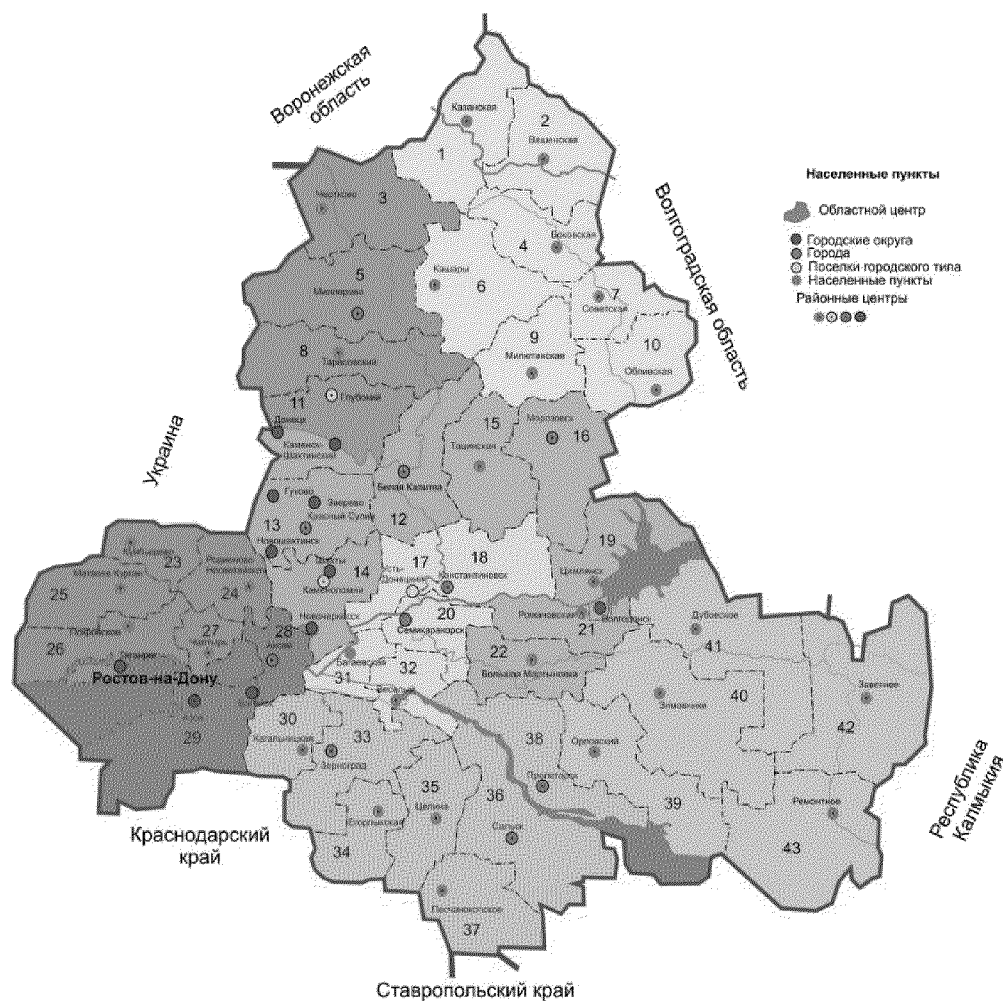 Воронежская
область
Казанская
2
Вешенская
1
Населенные пункты
Чертково
3
Областной центр
Волгоградская область
4
Боковская
Городские округа
Города
Поселки городского типа
Населенные пункты
Районные центры
5
Кашары
6
7
Советская
Миллерово
8
9
10
Тарасовский
Милютинская
Обливская
11
Глубокий
Украина
Донецк
Каменск-
Шахтинский
15
Морозовск
16
Тацинская
Белая Калитва
Гуково
Зверево
Красный Сулин
12
13
Новошахтинск
23
17
18
19
Шахты
14
Усть-
Донецкий
Константиновск
Цимлянск
Родионово-
Несветайская
Матвеев Курган
25
24
Каменоломни
20
Романовская
Волгодонск
21
Дубовское
41
Новочеркасск
Семикаракорск
Покровское
26
27
28
Аксай
22
Большая Мартыновка
Багаевская
31
32
Ростов-на-Дону
Заветное
Зимовники
40
42
Азов
29
30
Кагальницкая
33
Зерноград
38
Орловский
Пролетарск
35
36
39
Целина
Ремонтное
Егорлыкская
34
Сальск
43
Краснодарский
край
Республика
Калмыкия
Песчанокопское
37
Ставропольский край